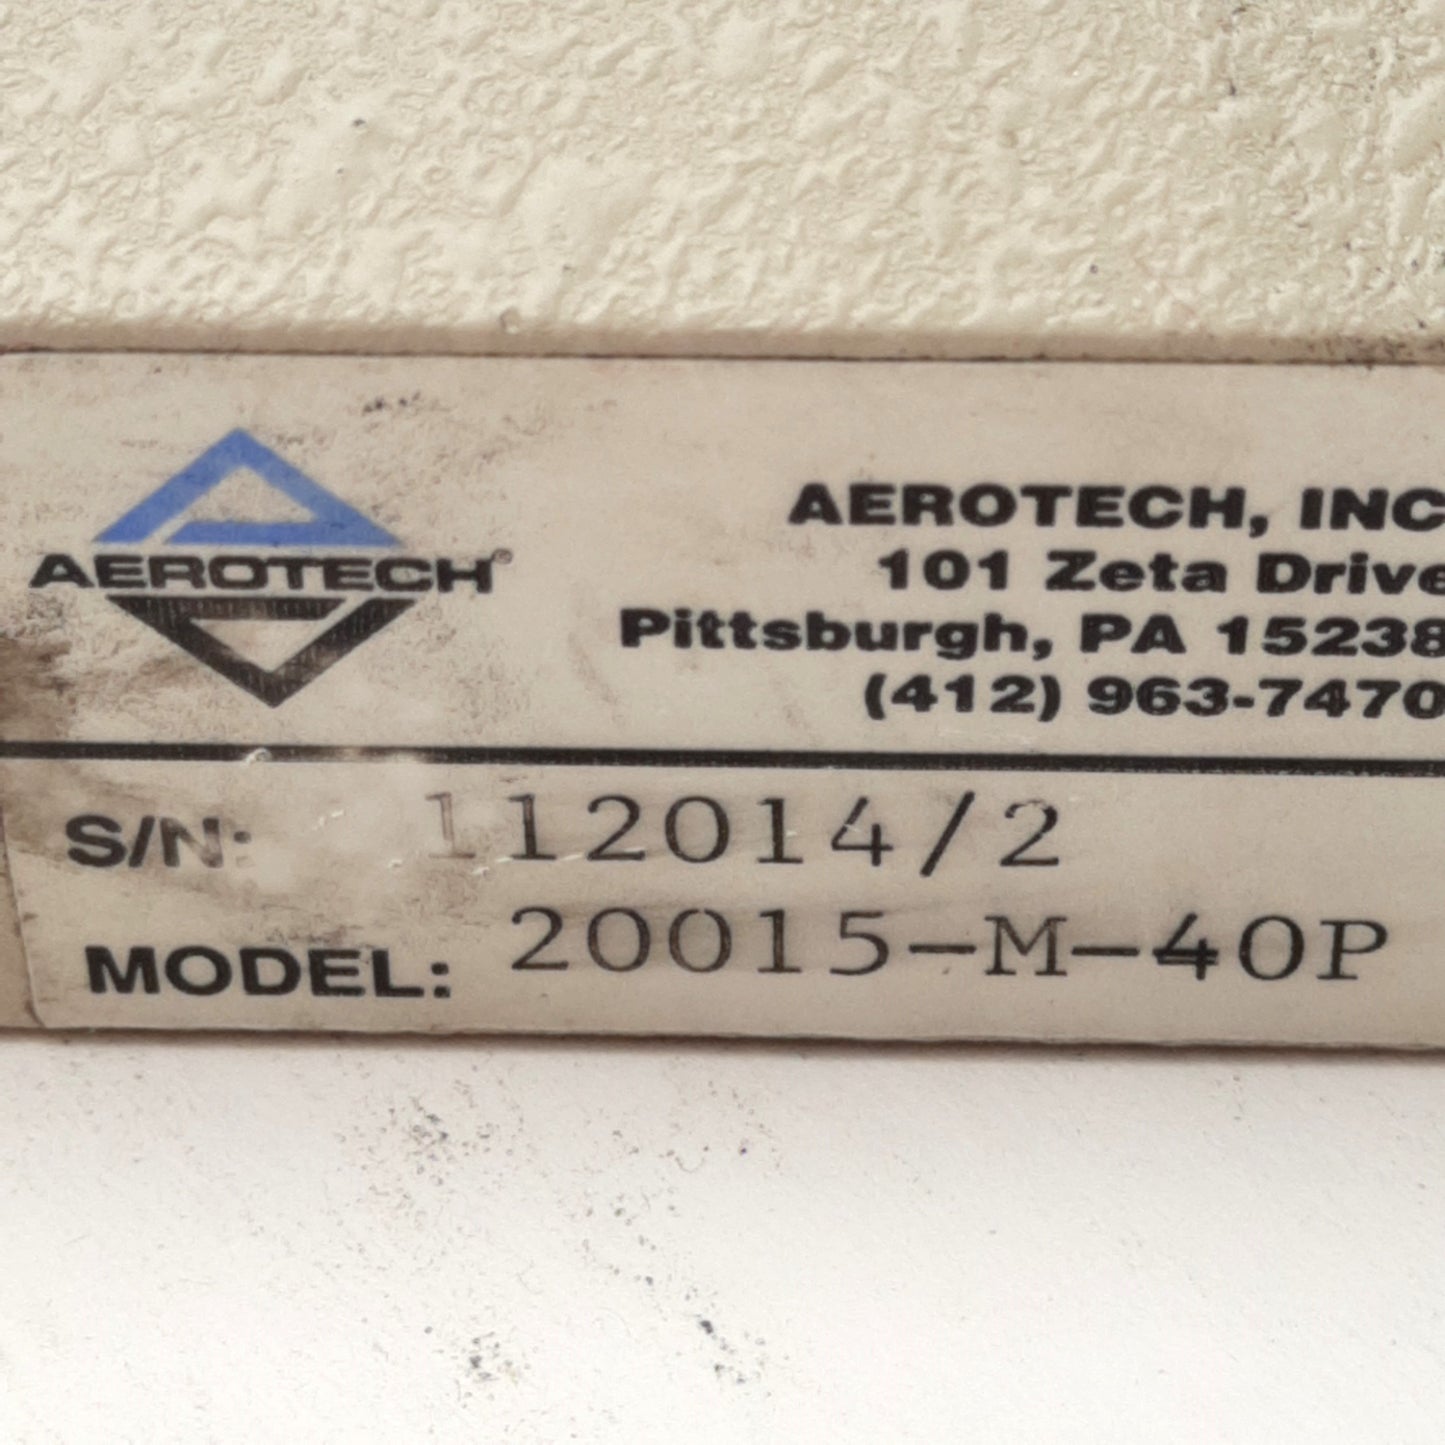 AEROTECH®
AEROTECH, INC
101 Zeta Drive
Pittsburgh, PA 15238
(412) 963-7470
S/N: 112014/2
MODEL: 20015-M-40P